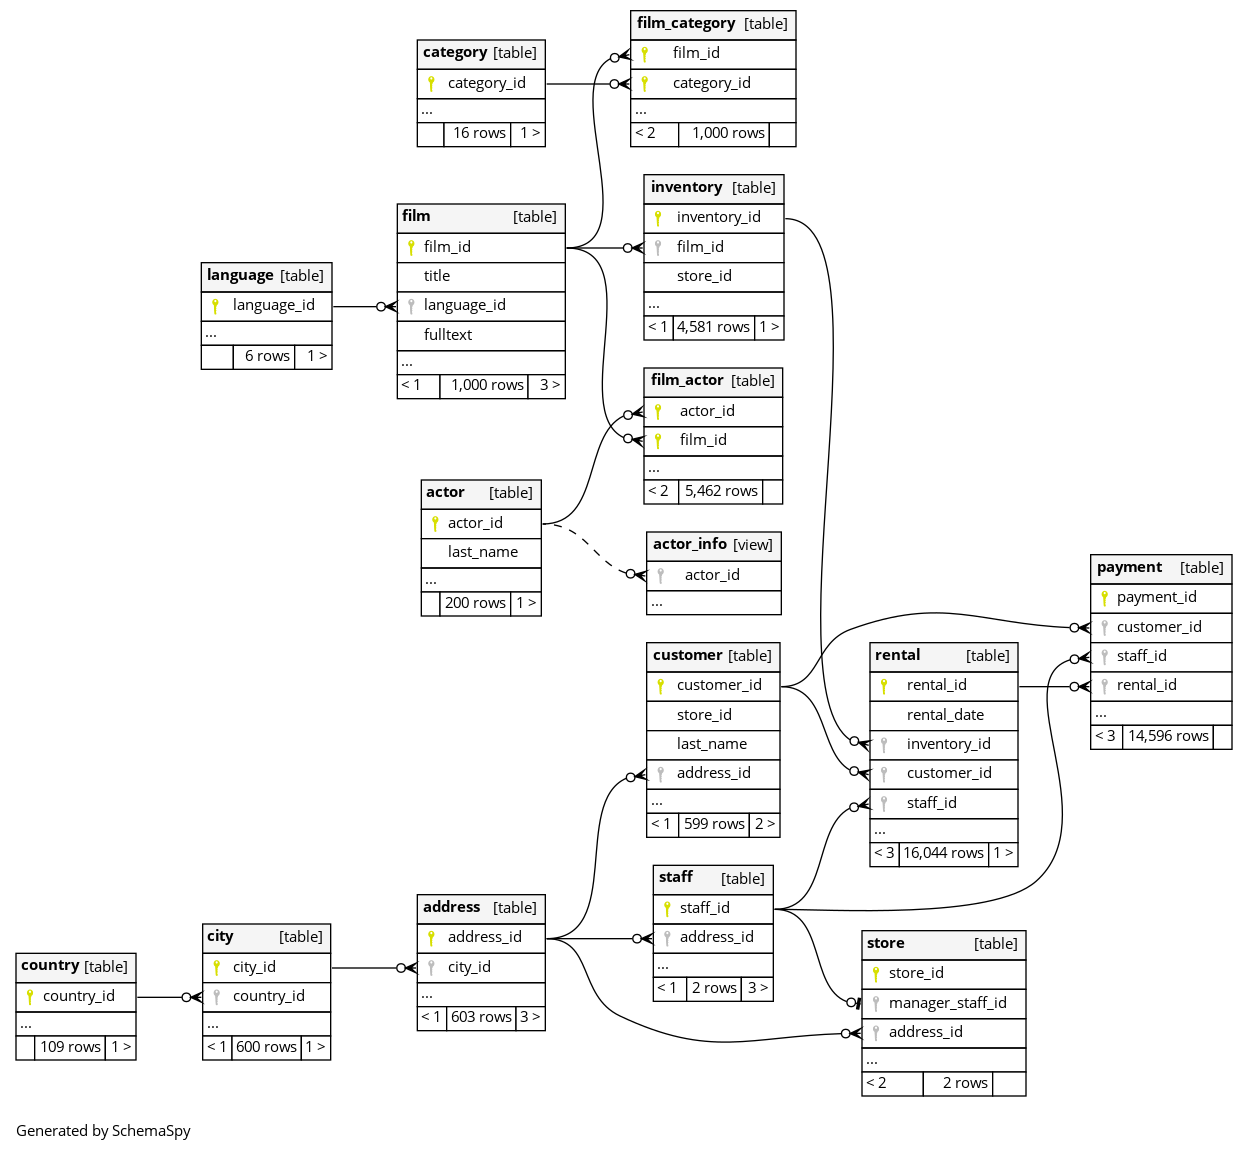 film_category [table]
film_id
category_id
...
< 2 1,000 rows
category [table]
category_id
...
16 rows 1 >
inventory [table]
inventory_id
film_id
store_id
...
< 1 4,581 rows 1 >
film [table]
film_id
title
language_id
fulltext
...
< 1 1,000 rows 3 >
language [table]
language_id
...
6 rows 1 >
film_actor [table]
actor_id
film_id
...
< 2 5,462 rows
actor [table]
actor_id
last_name
...
200 rows 1 >
actor_info [view]
actor_id
...
payment [table]
payment_id
customer_id
staff_id
rental_id
...
< 3 14,596 rows
customer [table]
customer_id
store_id
last_name
address_id
...
< 1 599 rows 2 >
rental [table]
rental_id
rental_date
inventory_id
customer_id
staff_id
...
< 3 16,044 rows 1 >
staff [table]
staff_id
address_id
...
< 1 2 rows 3 >
address [table]
address_id
city_id
...
< 1 603 rows 3 >
city [table]
city_id
country_id
...
< 1 600 rows 1 >
country [table]
country_id
...
109 rows 1 >
store [table]
store_id
manager_staff_id
address_id
...
< 2 2 rows
Generated by SchemaSpy